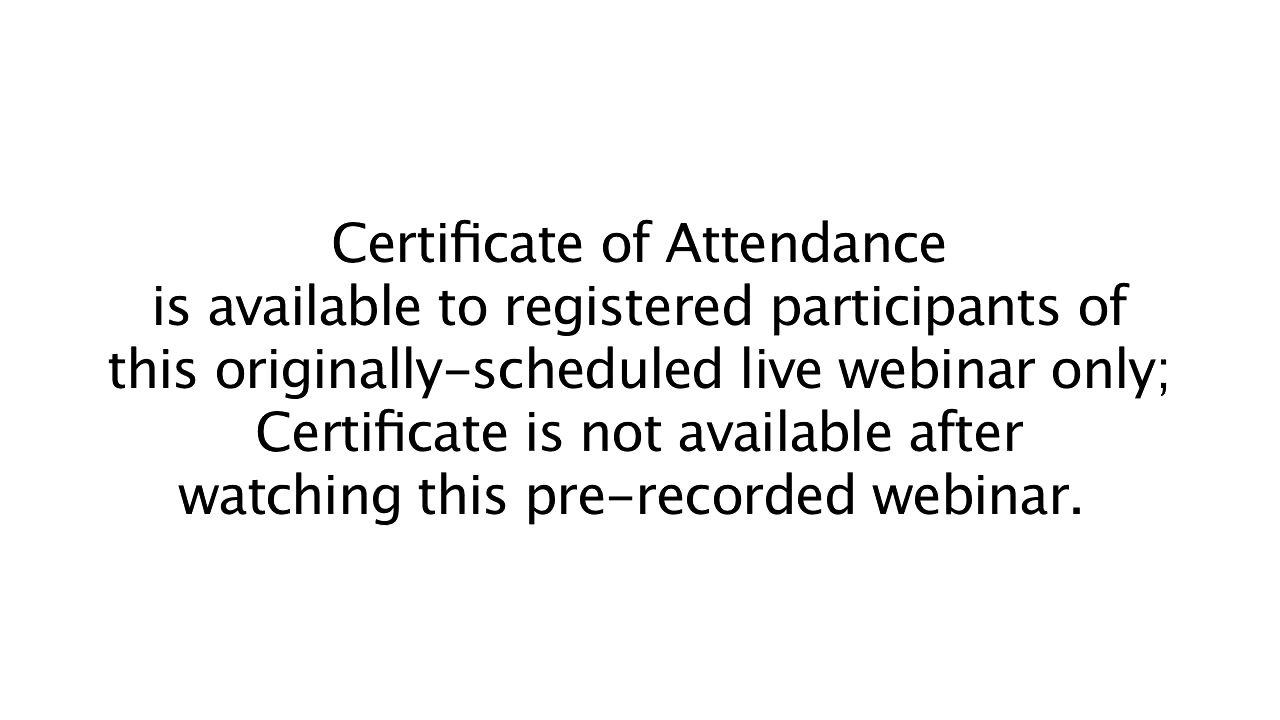 Certificate of Attendance
is available to registered participants of
this originally-scheduled live webinar only;
Certificate is not available after
watching this pre-recorded webinar.